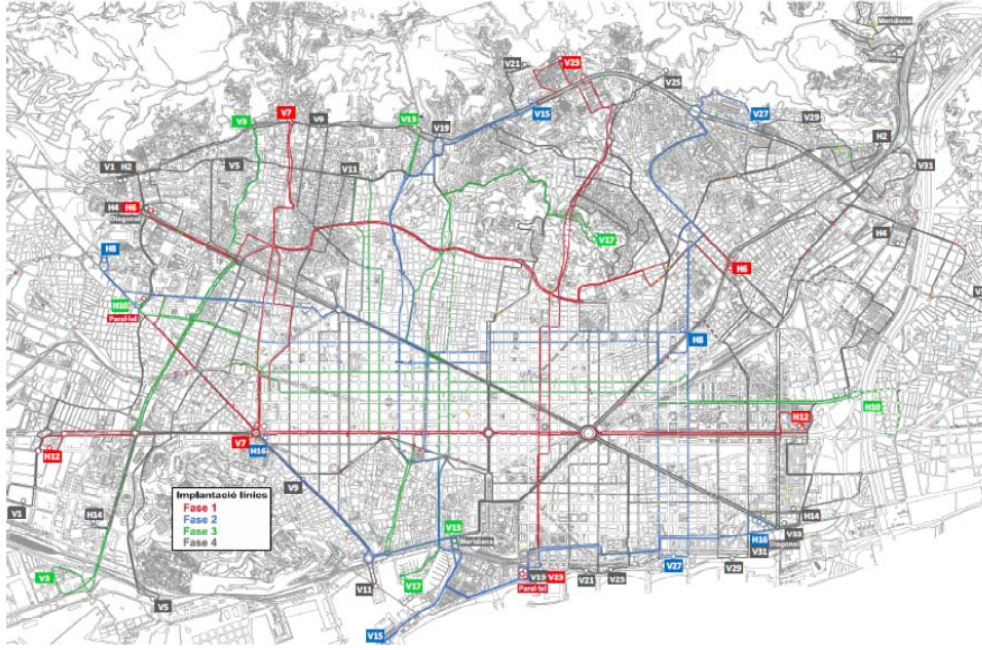 Meridiana
V21
V23
V25
V3
V7
V9
V13
V19
V15
V27
V29
H2
V1 H2
V5
V11
V31
H4 H6
Diagonal
V17
H4
H8
H6
H10
Paral·lel
H8
H10
H12
V7
H16
H12
V9
Implantació línies
Fase 1
Fase 2
Fase 3
Fase 4
V1
H14
H14
V13
Meridiana
H16
V33
V31
Diagonal
V3
V5
V11
V17
V19 V23
Paral·lel
V21
V25
V27
V29
V15